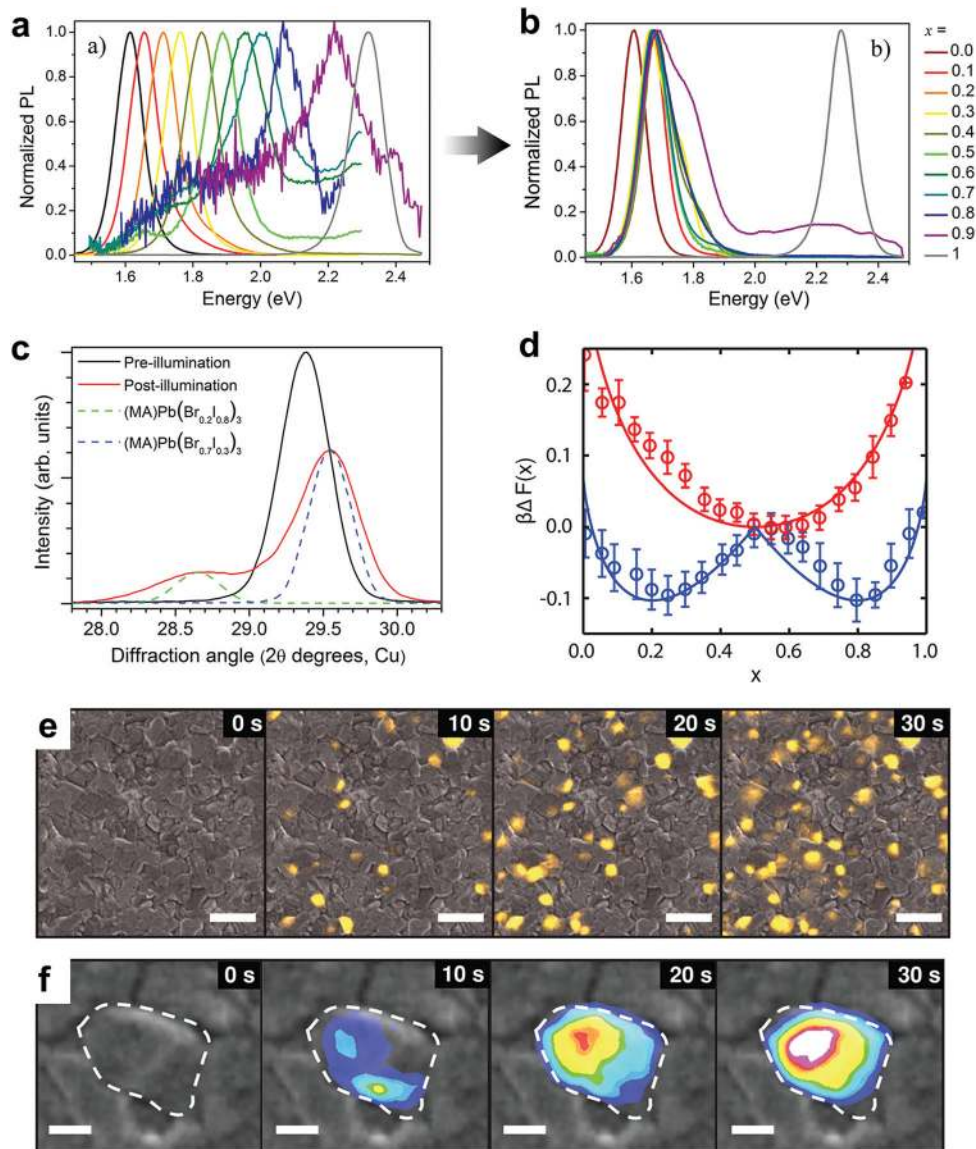 a
a)
Normalized PL
1.0
0.8
0.6
0.4
0.2
0.0
1.6 1.8 2.0 2.2 2.4
Energy (eV)
b
b)
Normalized PL
1.0
0.8
0.6
0.4
0.2
0.0
1.6 1.8 2.0 2.2 2.4
Energy (eV)
x =
0.0
0.1
0.2
0.3
0.4
0.5
0.6
0.7
0.8
0.9
1
c
Pre-illumination
Post-illumination
(MA)Pb(Br0.2I0.8)3
(MA)Pb(Br0.7I0.3)3
Intensity (arb. units)
28.0 28.5 29.0 29.5 30.0
Diffraction angle (2θ degrees, Cu)
d
βΔ F(x)
0.2
0.1
0.0
-0.1
0.0 0.2 0.4 0.6 0.8 1.0
x
e
0 s 10 s 20 s 30 s
f
0 s 10 s 20 s 30 s